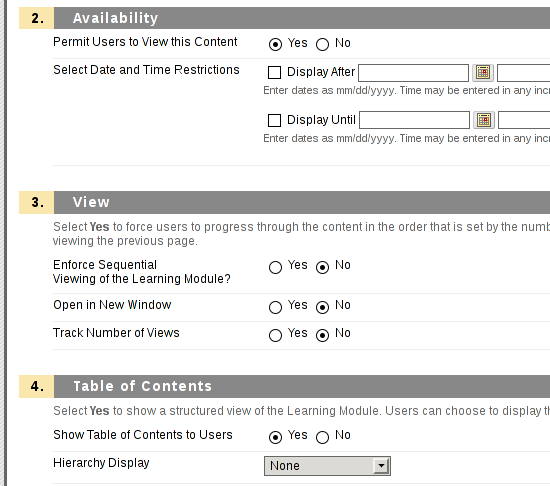 2. Availability
Permit Users to View this Content Yes No
Select Date and Time Restrictions Display After
Enter dates as mm/dd/yyyy. Time may be entered in any
Display Until
Enter dates as mm/dd/yyyy. Time may be entered in any
3. View
Select Yes to force users to progress through the content in the order that is set by the
viewing the previous page.
Enforce Sequential Yes No
Viewing of the Learning Module?
Open in New Window Yes No
Track Number of Views Yes No
4. Table of Contents
Select Yes to show a structured view of the Learning Module. Users can choose to display
Show Table of Contents to Users Yes No
Hierarchy Display None